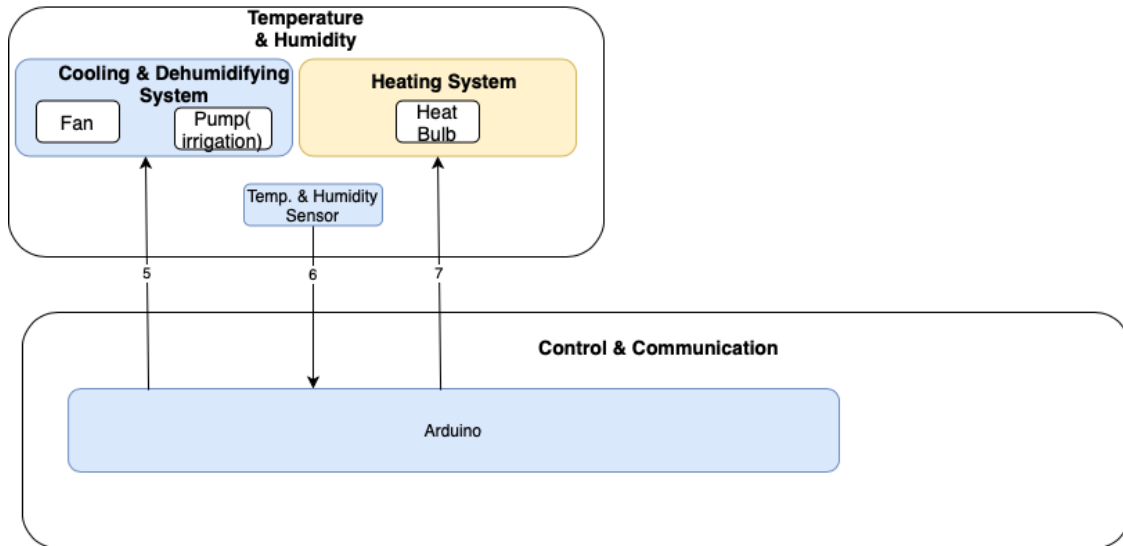 Temperature
& Humidity
Cooling & Dehumidifying
System
Fan
Pump(
irrigation)
Heating System
Heat
Bulb
Temp. & Humidity
Sensor
5
6
7
Control & Communication
Arduino